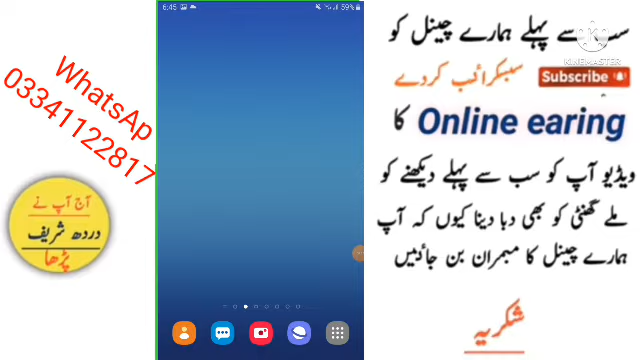 6:45
59%
WhatsAp
03341122817
آج آپ نے
دردھ شریف
پڑھا
سب سے پہلے ہمارے چینل کو
KINEMASTER
سبسکرائب کردے Subscribe
Online earing کا
ویڈیو آپ کو سب سے پہلے دیکھنے کو
ملے گھنٹی کو بھی دبا دینا کیوں کہ آپ
ہمارے چینل کا ممبران بن جائیں
شکریہ